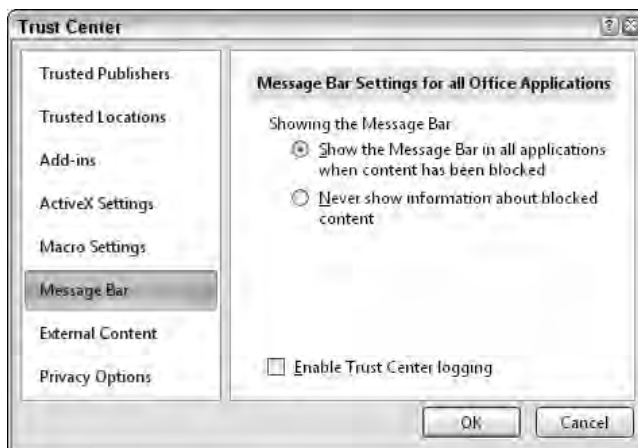 Trust Center
Trusted Publishers
Trusted Locations
Add-ins
ActiveX Settings
Macro Settings
Message Bar
External Content
Privacy Options
Message Bar Settings for all Office Applications
Showing the Message Bar
Show the Message Bar in all applications
when content has been blocked
Never show information about blocked
content
Enable Trust Center logging
OK
Cancel